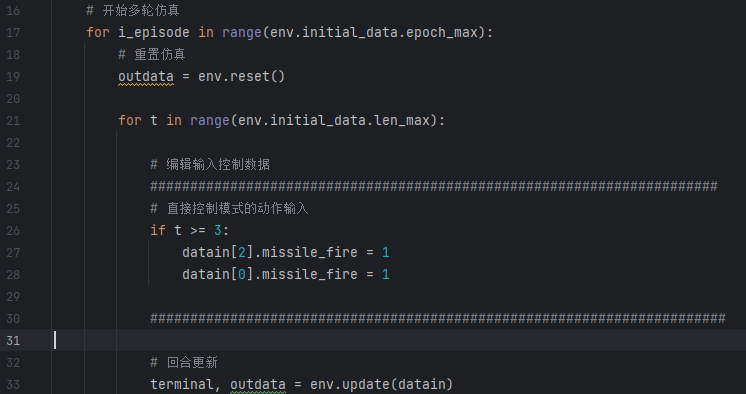 16 # 开始多轮仿真
17 for i_episode in range(env.initial_data.epoch_max):
18 # 重置仿真
19 outdata = env.reset()
20
21 for t in range(env.initial_data.len_max):
22
23 # 编辑输入控制数据
24 #######################################################################
25 # 直接控制模式的动作输入
26 if t >= 3:
27 datain[2].missile_fire = 1
28 datain[0].missile_fire = 1
29
30 ########################################################################
31
32 # 回合更新
33 terminal, outdata = env.update(datain)